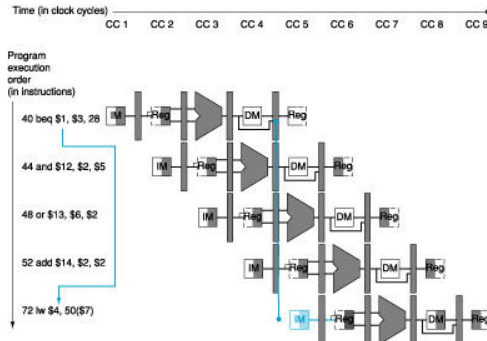 Time (in clock cycles)
CC 1 CC 2 CC 3 CC 4 CC 5 CC 6 CC 7 CC 8 CC 9
Program
execution
order
(in instructions)
40 beq $1, $3, 28
IM Reg DM Reg
44 and $12, $2, $5
IM Reg DM Reg
48 or $13, $6, $2
IM Reg DM Reg
52 add $14, $2, $2
IM Reg DM Reg
72 lw $4, 50($7)
IM Reg DM Reg